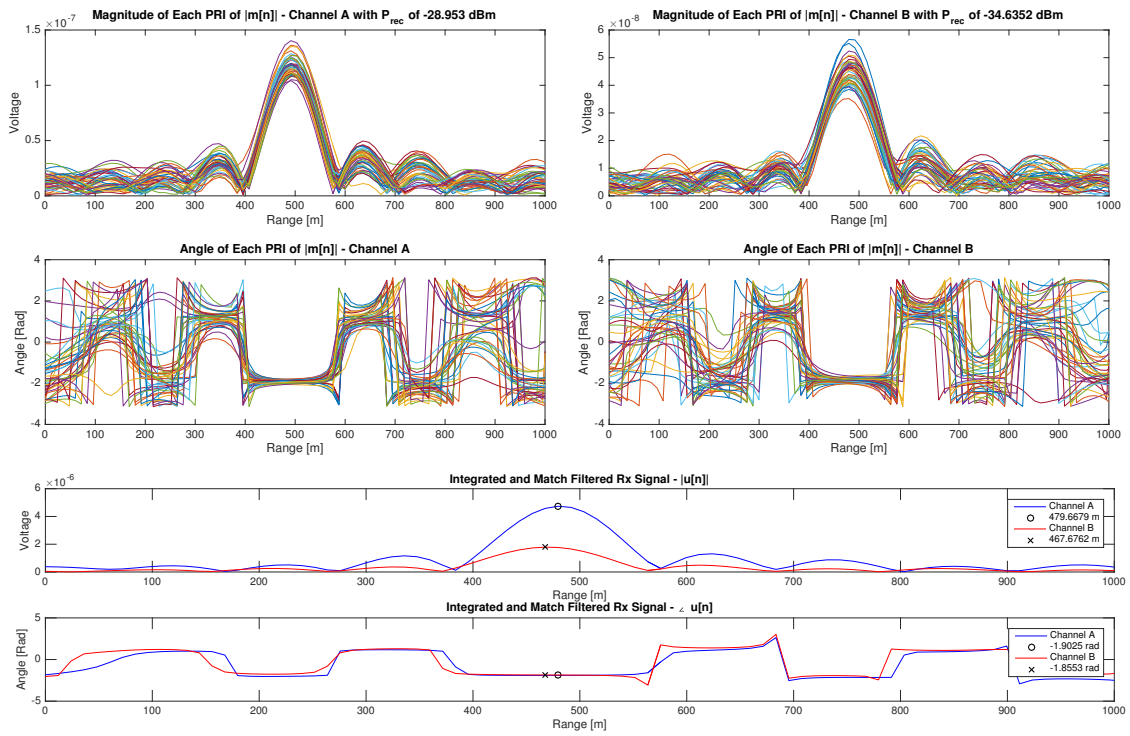 Magnitude of Each PRI of |m[n]| - Channel A with P_rec of -28.953 dBm
×10^-7
1.5
1
0.5
0
Voltage
0 100 200 300 400 500 600 700 800 900 1000
Range [m]
Magnitude of Each PRI of |m[n]| - Channel B with P_rec of -34.6352 dBm
×10^-8
6
5
4
3
2
1
0
Voltage
0 100 200 300 400 500 600 700 800 900 1000
Range [m]
Angle of Each PRI of |m[n]| - Channel A
4
2
0
-2
-4
Angle [Rad]
0 100 200 300 400 500 600 700 800 900 1000
Range [m]
Angle of Each PRI of |m[n]| - Channel B
4
2
0
-2
-4
Angle [Rad]
0 100 200 300 400 500 600 700 800 900 1000
Range [m]
Integrated and Match Filtered Rx Signal - |u[n]|
×10^-6
6
4
2
0
Voltage
Channel A
479.6679 m
Channel B
467.6762 m
0 100 200 300 400 500 600 700 800 900 1000
Range [m]
Integrated and Match Filtered Rx Signal - ∠ u[n]
5
0
-5
Angle [Rad]
Channel A
-1.9025 rad
Channel B
-1.8553 rad
0 100 200 300 400 500 600 700 800 900 1000
Range [m]